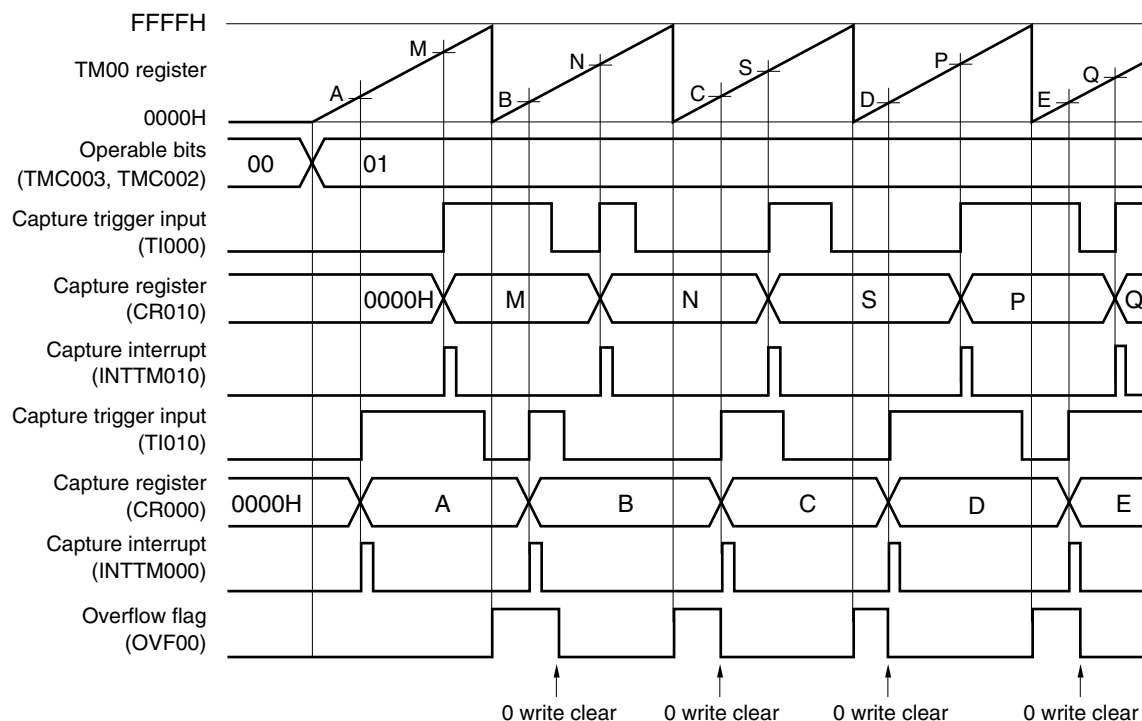 FFFFH
TM00 register
0000H
A M B N C S D P E Q
Operable bits
(TMC003, TMC002)
00 01
Capture trigger input
(TI000)
Capture register
(CR010)
0000H M N S P Q
Capture interrupt
(INTTM010)
Capture trigger input
(TI010)
Capture register
(CR000)
0000H A B C D E
Capture interrupt
(INTTM000)
Overflow flag
(OVF00)
0 write clear 0 write clear 0 write clear 0 write clear